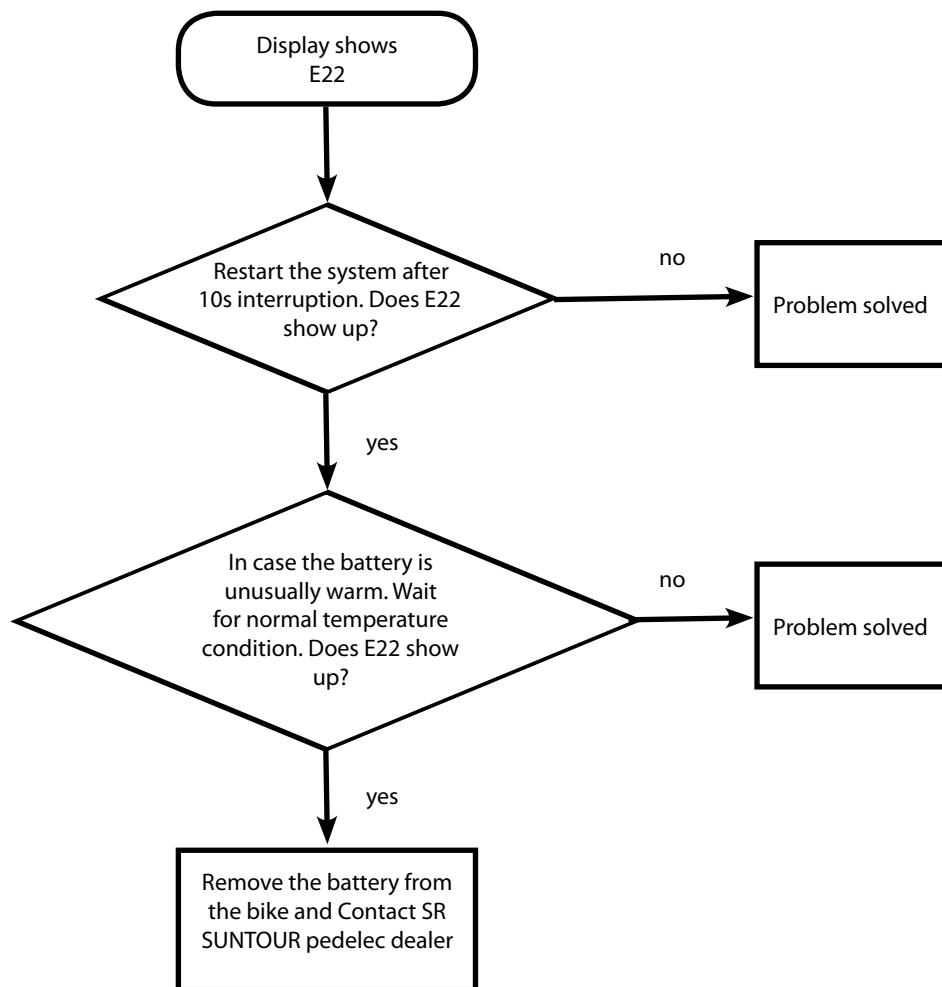 Display shows
E22
Restart the system after
10s interruption. Does E22
show up?
no
Problem solved
yes
In case the battery is
unusually warm. Wait
for normal temperature
condition. Does E22 show
up?
no
Problem solved
yes
Remove the battery from
the bike and Contact SR
SUNTOUR pedelec dealer